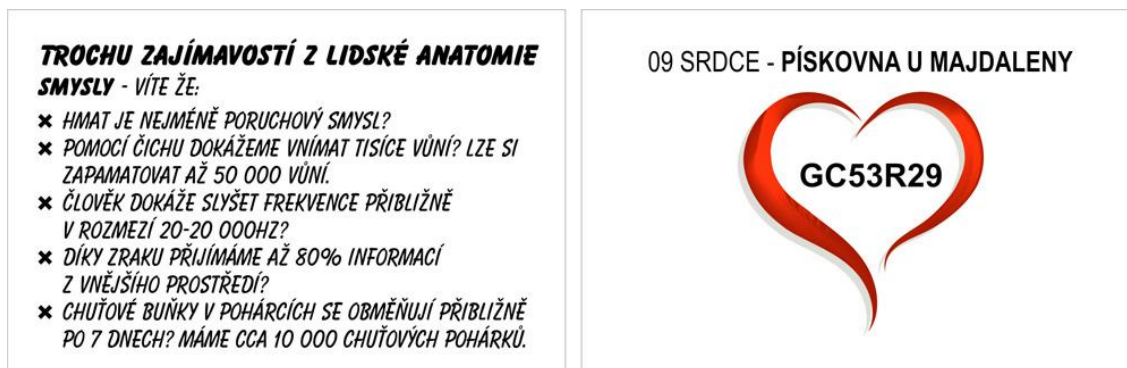 TROCHU ZAJÍMAVOSTÍ Z LIDSKÉ ANATOMIE
SMYSLY - VÍTE ŽE:
✖ HMAT JE NEJMÉNĚ PORUCHOVÝ SMYSL?
✖ POMOCÍ ČICHU DOKÁŽEME VNÍMAT TISÍCE VŮNÍ? LZE SI
ZAPAMATOVAT AŽ 50 000 VŮNÍ.
✖ ČLOVĚK DOKÁŽE SLYŠET FREKVENCE PŘIBLIŽNĚ
V ROZMEZÍ 20-20 000HZ?
✖ DÍKY ZRAKU PŘIJÍMÁME AŽ 80% INFORMACÍ
Z VNĚJŠÍHO PROSTŘEDÍ?
✖ CHUŤOVÉ BUŇKY V POHÁRCÍCH SE OBMĚŇUJÍ PŘIBLIŽNĚ
PO 7 DNECH? MÁME CCA 10 000 CHUŤOVÝCH POHÁRKŮ.
09 SRDCE - PÍSKOVNA U MAJDALENY
GC53R29